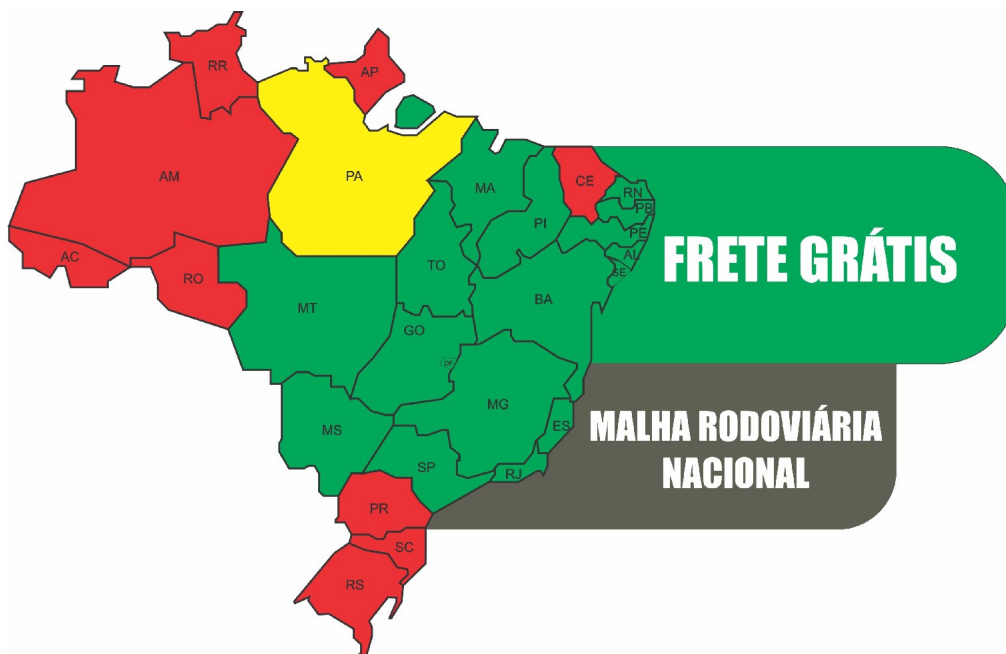 RR
AP
AM
PA
MA
CE
RN
PB
PI
PE
AL
SE
AC
RO
TO
BA
MT
GO
DF
MG
ES
MS
SP
RJ
PR
SC
RS
FRETE GRÁTIS
MALHA RODOVIÁRIA
NACIONAL